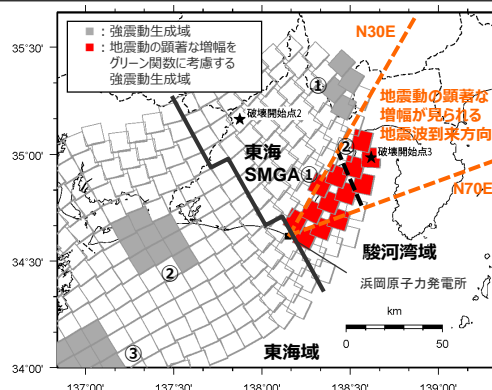 ：強震動生成域
：地震動の顕著な増幅を
グリーン関数に考慮する
強震動生成域
N30E
地震動の顕著な
増幅が見られる
地震波到来方向
N70E
①
②
★破壊開始点2
★破壊開始点3
東海
SMGA①
駿河湾域
浜岡原子力発電所
②
③
東海域
km
0 50
35°30'
35°00'
34°30'
34°00'
137°00' 137°30' 138°00' 138°30' 139°00'